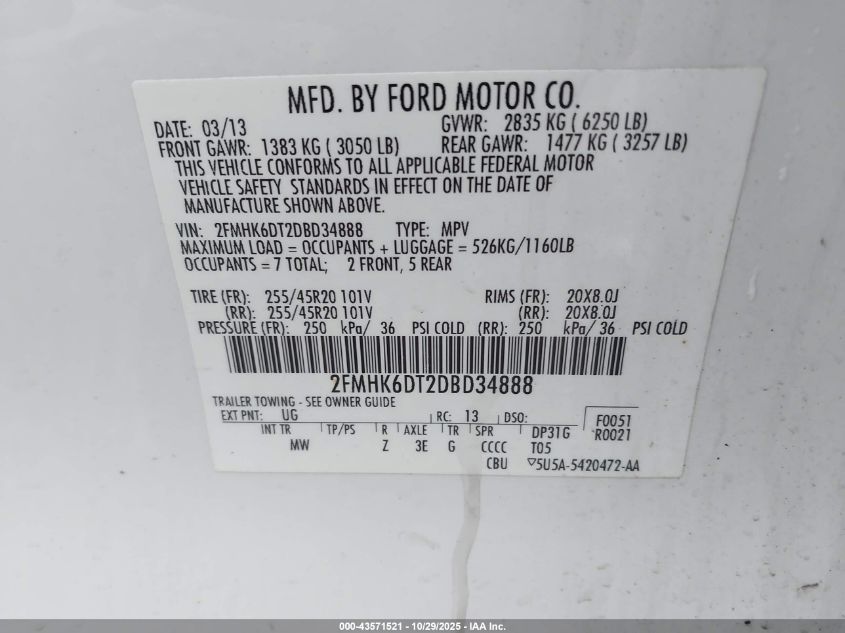 MFD. BY FORD MOTOR CO.
DATE: 03/13 GVWR: 2835 KG ( 6250 LB)
FRONT GAWR: 1383 KG ( 3050 LB) REAR GAWR: 1477 KG ( 3257 LB)
THIS VEHICLE CONFORMS TO ALL APPLICABLE FEDERAL MOTOR
VEHICLE SAFETY STANDARDS IN EFFECT ON THE DATE OF
MANUFACTURE SHOWN ABOVE.
VIN: 2FMHK6DT2DBD34888 TYPE: MPV
MAXIMUM LOAD = OCCUPANTS + LUGGAGE = 526KG/1160LB
OCCUPANTS = 7 TOTAL; 2 FRONT, 5 REAR
TIRE (FR): 255/45R20 101V RIMS (FR): 20X8.0J
(RR): 255/45R20 101V (RR): 20X8.0J
PRESSURE (FR): 250 kPa/ 36 PSI COLD (RR): 250 kPa/ 36 PSI COLD
2FMHK6DT2DBD34888
TRAILER TOWING - SEE OWNER GUIDE
EXT PNT: UG RC: 13 DSO: F0051
INT TR TP/PS R AXLE TR SPR DP31G R0021
MW Z 3E G CCCC T05
CBU ▽5U5A-5420472-AA
000-43571521 - 10/29/2025 - IAA Inc.